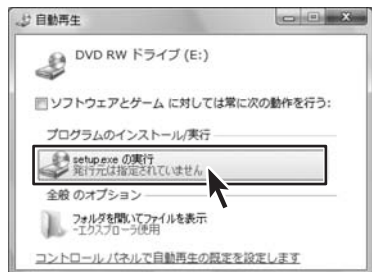 自動再生
DVD RW ドライブ (E:)
ソフトウェアとゲーム に対しては常に次の動作を行う:
プログラムのインストール/実行
setup.exe の実行
発行元は指定されていません
全般 のオプション
フォルダを開いてファイルを表示
-エクスプローラ使用
コントロール パネルで自動再生の既定を設定します